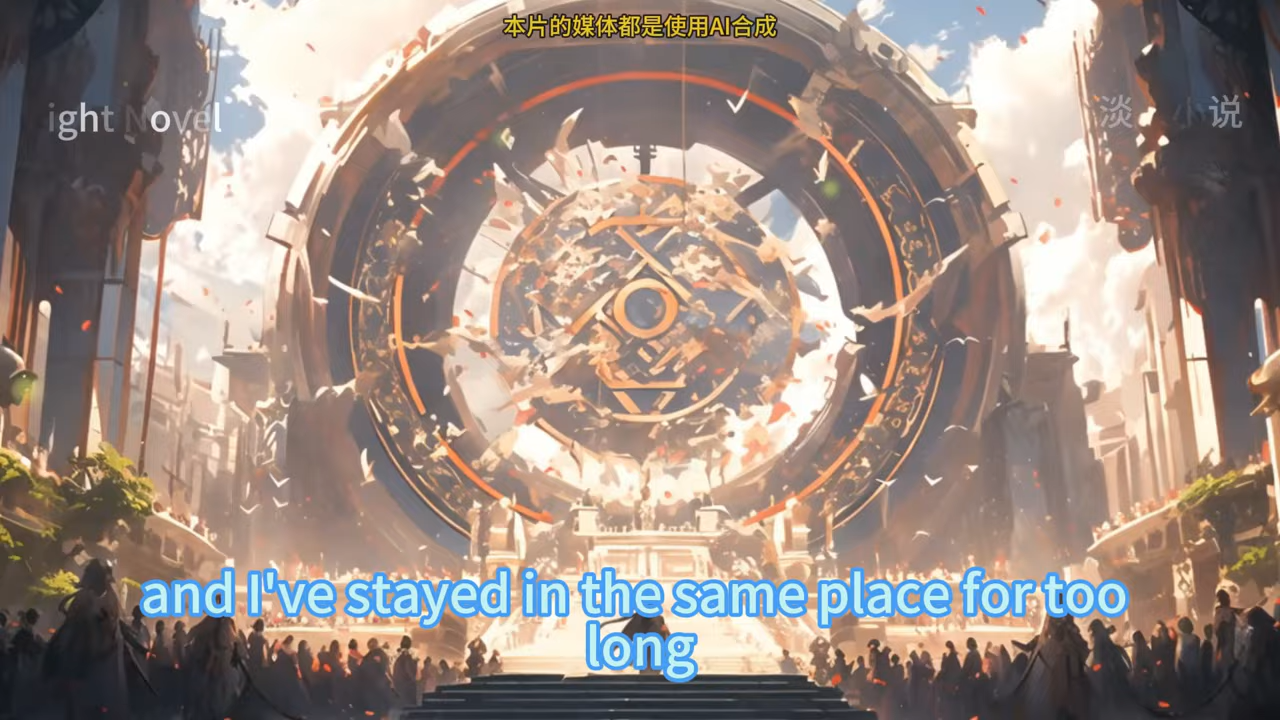 本片的媒体都是使用AI合成
ight Novel
淡 小说
and I've stayed in the same place for too
long